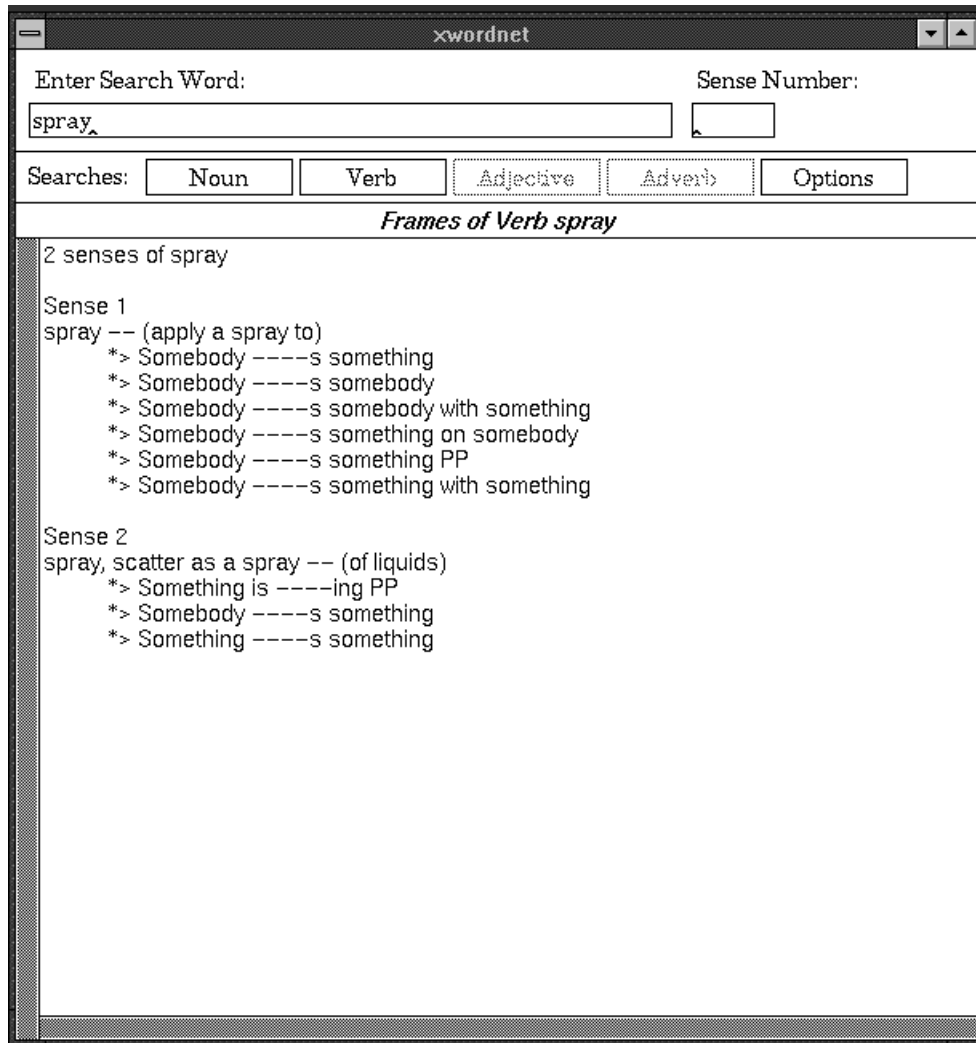 xwordnet
Enter Search Word: Sense Number:
spray
Searches: Noun Verb Adjective Adverb Options
Frames of Verb spray
2 senses of spray
Sense 1
spray -- (apply a spray to)
*> Somebody ----s something
*> Somebody ----s somebody
*> Somebody ----s somebody with something
*> Somebody ----s something on somebody
*> Somebody ----s something PP
*> Somebody ----s something with something
Sense 2
spray, scatter as a spray -- (of liquids)
*> Something is ----ing PP
*> Somebody ----s something
*> Something ----s something